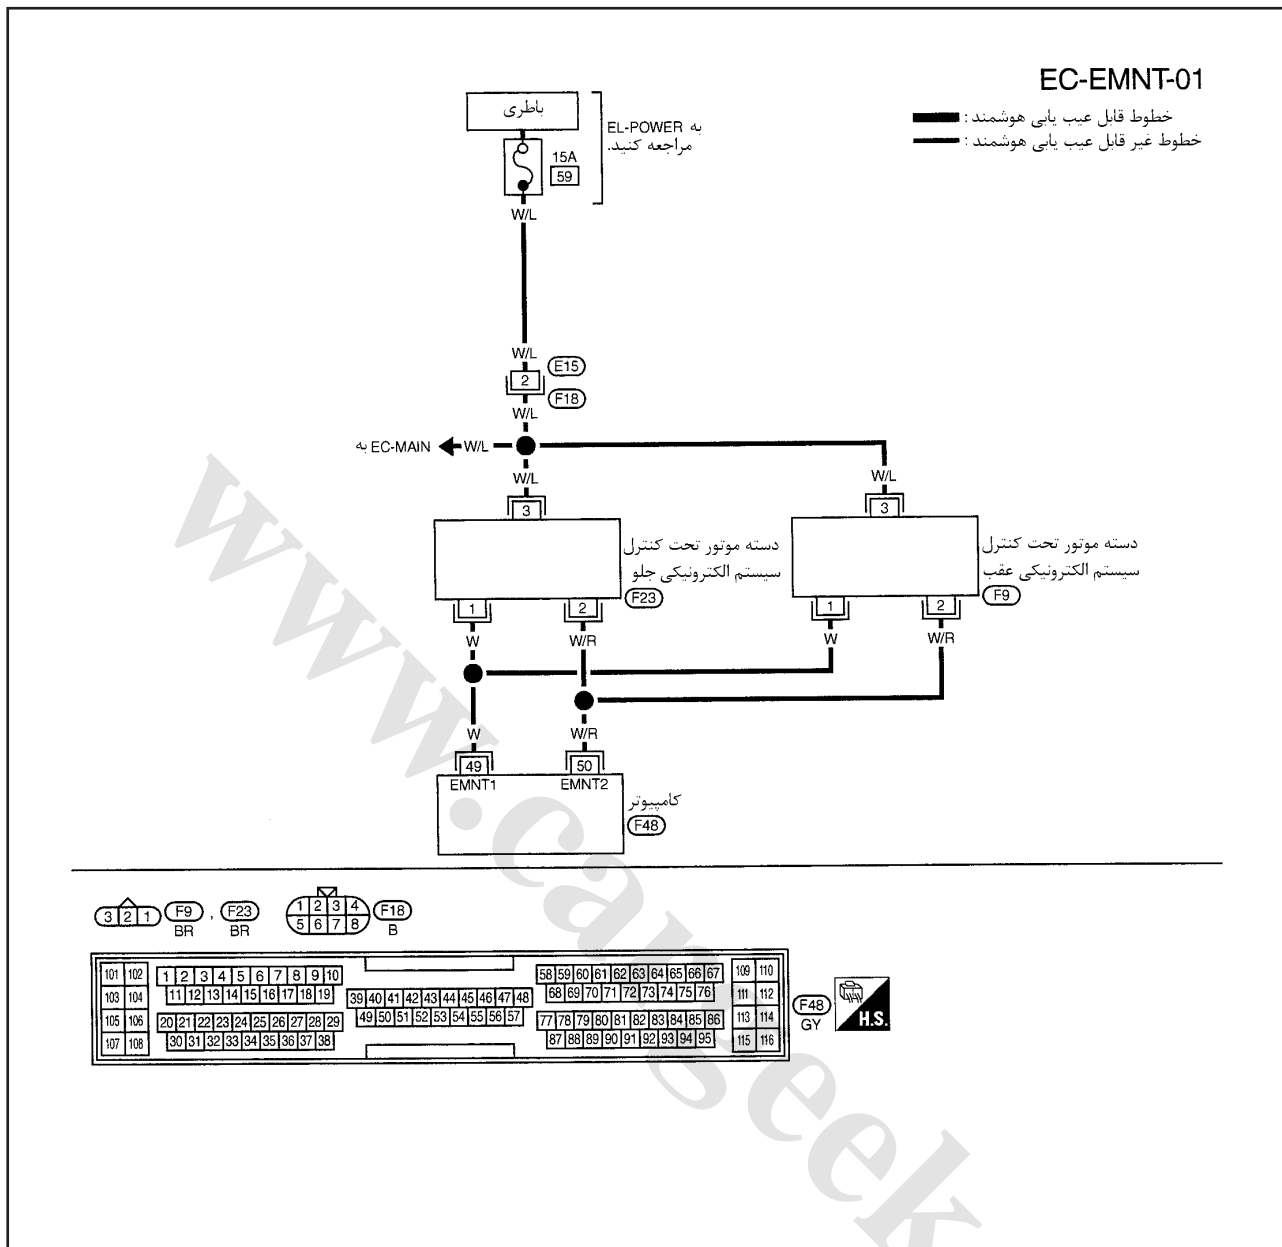 EC-EMNT-01
خطوط قابل عیب یابی هوشمند :
خطوط غیر قابل عیب یابی هوشمند :
باطری
به EL-POWER
مراجعه کنید.
15A
59
W/L
W/L
E15
2
F18
W/L
به EC-MAIN
W/L
W/L
W/L
3
3
دسته موتور تحت کنترل
سیستم الکترونیکی جلو
F23
دسته موتور تحت کنترل
سیستم الکترونیکی عقب
F9
1 2
1 2
W W/R
W W/R
W W/R
49 50
EMNT1 EMNT2
کامپیوتر
F48
3 2 1
F9 , F23
BR BR
1 2 3 4
5 6 7 8
F18
B
101 102
103 104
105 106
107 108
1 2 3 4 5 6 7 8 9 10
11 12 13 14 15 16 17 18 19
20 21 22 23 24 25 26 27 28 29
30 31 32 33 34 35 36 37 38
39 40 41 42 43 44 45 46 47 48
49 50 51 52 53 54 55 56 57
58 59 60 61 62 63 64 65 66 67
68 69 70 71 72 73 74 75 76
77 78 79 80 81 82 83 84 85 86
87 88 89 90 91 92 93 94 95
109 110
111 112
113 114
115 116
F48
GY
H.S.
www.cargeek